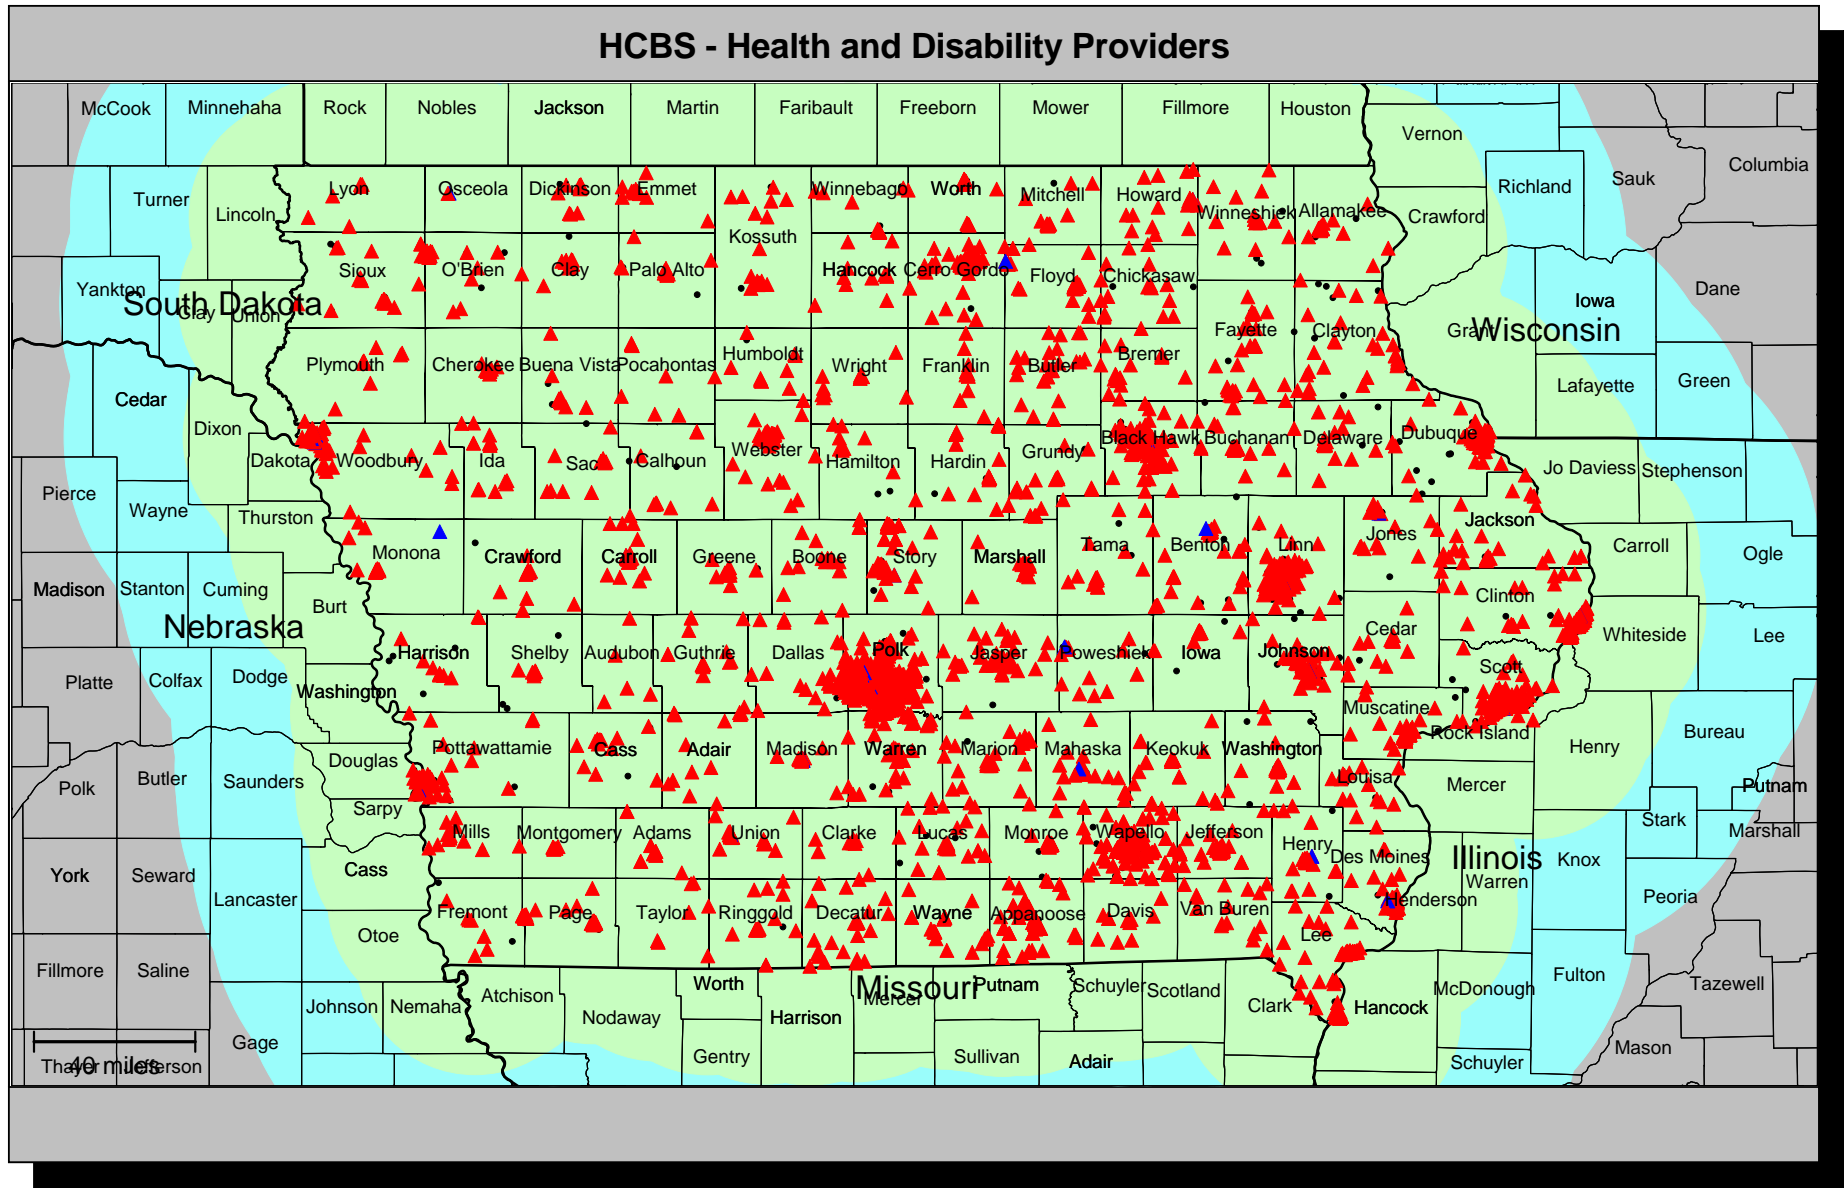 HCBS - Health and Disability Providers
McCook Minnehaha Rock Nobles Jackson Martin Faribault Freeborn Mower Fillmore Houston
Vernon
Columbia
Richland Sauk
Turner Lyon Osceola Dickinson Emmet Winnebago Worth Mitchell Howard
Lincoln Winneshiek Allamakee Crawford
Kossuth
Sioux O'Brien Clay Palo Alto Hancock Cerro Gordo Floyd Chickasaw
Yankton Dane
South Dakota Iowa
Clay Union
Fayette Clayton Grant Wisconsin
Plymouth Cherokee Buena Vista Pocahontas Humboldt Wright Franklin Butler Bremer
Lafayette Green
Cedar
Dixon Black Hawk Buchanan Delaware Dubuque
Dakota Woodbury Ida Sac Calhoun Webster Hamilton Hardin Grundy
Jo Daviess Stephenson
Pierce
Wayne Thurston
Jackson
Monona Crawford Carroll Greene Boone Story Marshall Tama Benton Linn Jones
Carroll Ogle
Madison Stanton Cuming
Burt Clinton
Nebraska Cedar Whiteside Lee
Harrison Shelby Audubon Guthrie Dallas Polk Jasper Poweshiek Iowa Johnson
Scott
Platte Colfax Dodge
Washington
Muscatine
Rock Island
Pottawattamie Cass Adair Madison Warren Marion Mahaska Keokuk Washington
Henry Bureau
Douglas
Polk Butler Saunders Louisa Mercer Putnam
Sarpy
Mills Montgomery Adams Union Clarke Lucas Monroe Wapello Jefferson
Stark Marshall
Henry Des Moines Illinois Knox
Cass
York Seward Warren
Lancaster Henderson Peoria
Fremont Page Taylor Ringgold Decatur Wayne Appanoose Davis Van Buren
Otoe Lee
Fillmore Saline Fulton
Worth Missouri Putnam Schuyler Scotland McDonough Tazewell
Atchison Mercer
Johnson Nemaha Clark Hancock
Nodaway Harrison
Gage Mason
Gentry Sullivan Adair Schuyler
Thayer 40 miles Jefferson